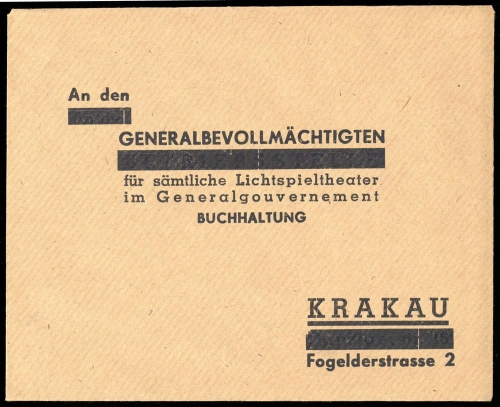 An den
GENERALBEVOLLMÄCHTIGTEN
für sämtliche Lichtspieltheater
im Generalgouvernement
BUCHHALTUNG
KRAKAU
Fogelderstrasse 2